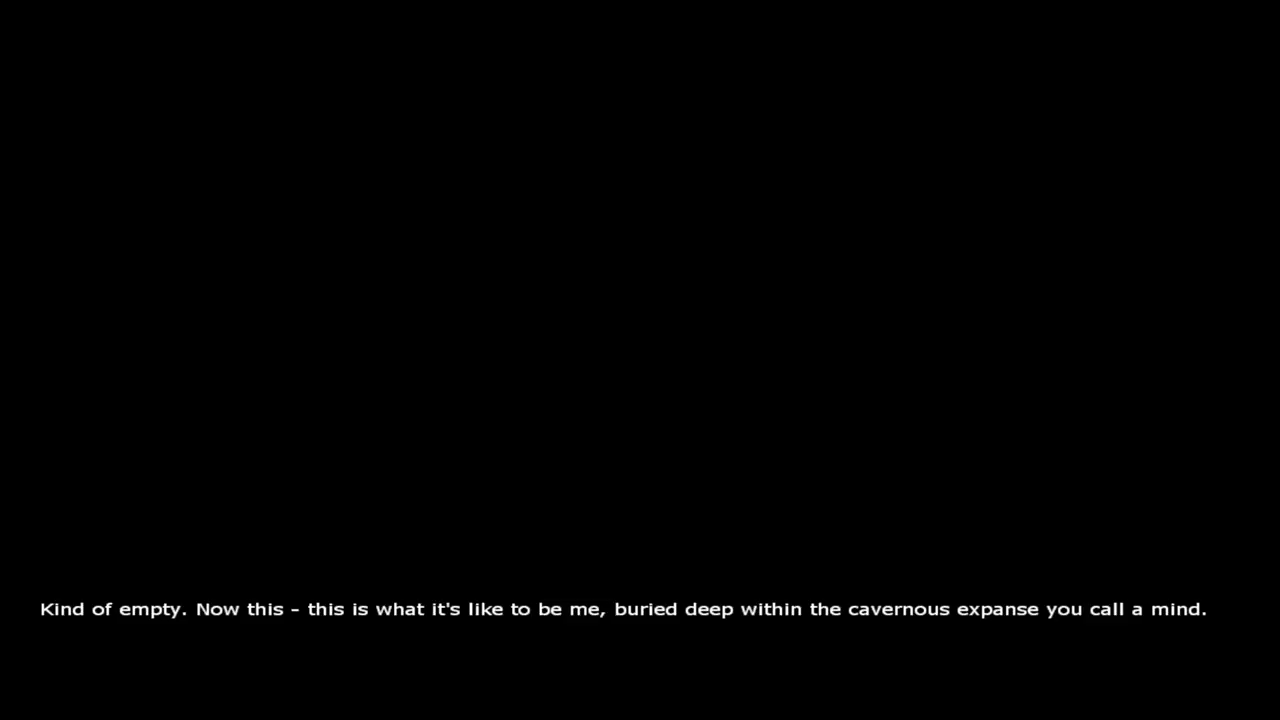 Kind of empty. Now this - this is what it's like to be me, buried deep within the cavernous expanse you call a mind.